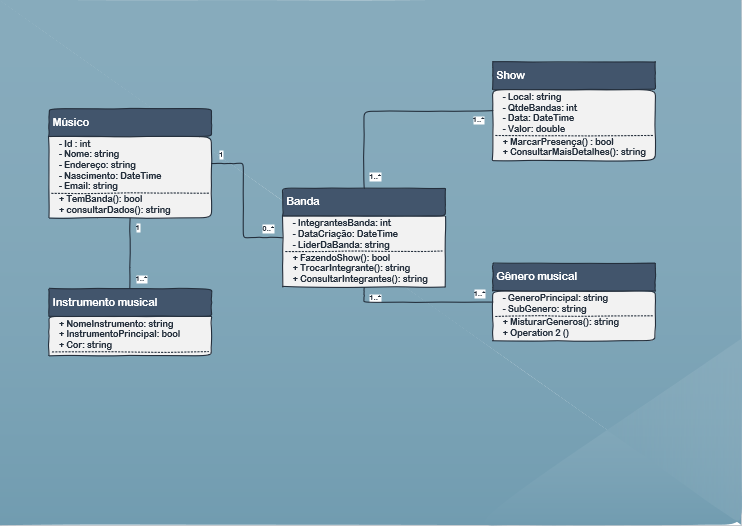 Músico
- Id : int
- Nome: string
- Endereço: string
- Nascimento: DateTime
- Email: string
+ TemBanda(): bool
+ consultarDados(): string
1
1
1..*
Instrumento musical
+ NomeInstrumento: string
+ InstrumentoPrincipal: bool
+ Cor: string
0..*
1..*
Banda
- IntegrantesBanda: int
- DataCriação: DateTime
- LiderDaBanda: string
+ FazendoShow(): bool
+ TrocarIntegrante(): string
+ ConsultarIntegrantes(): string
1..*
1..*
Show
- Local: string
- QtdeBandas: int
- Data: DateTime
- Valor: double
+ MarcarPresença() : bool
+ ConsultarMaisDetalhes(): string
1..*
Gênero musical
- GeneroPrincipal: string
- SubGenero: string
+ MisturarGeneros(): string
+ Operation 2 ()